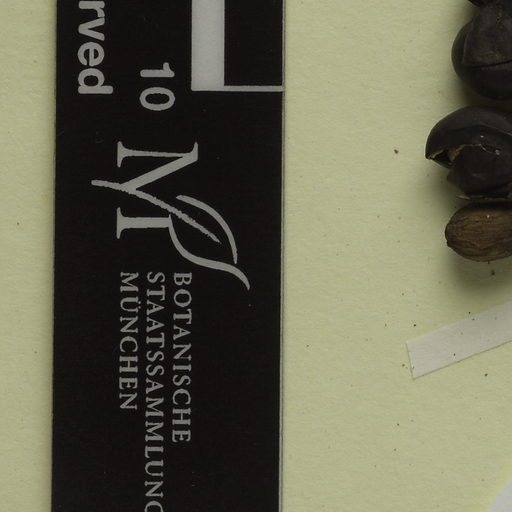 rved
10
BOTANISCHE
STAATSSAMMLUNG
MÜNCHEN